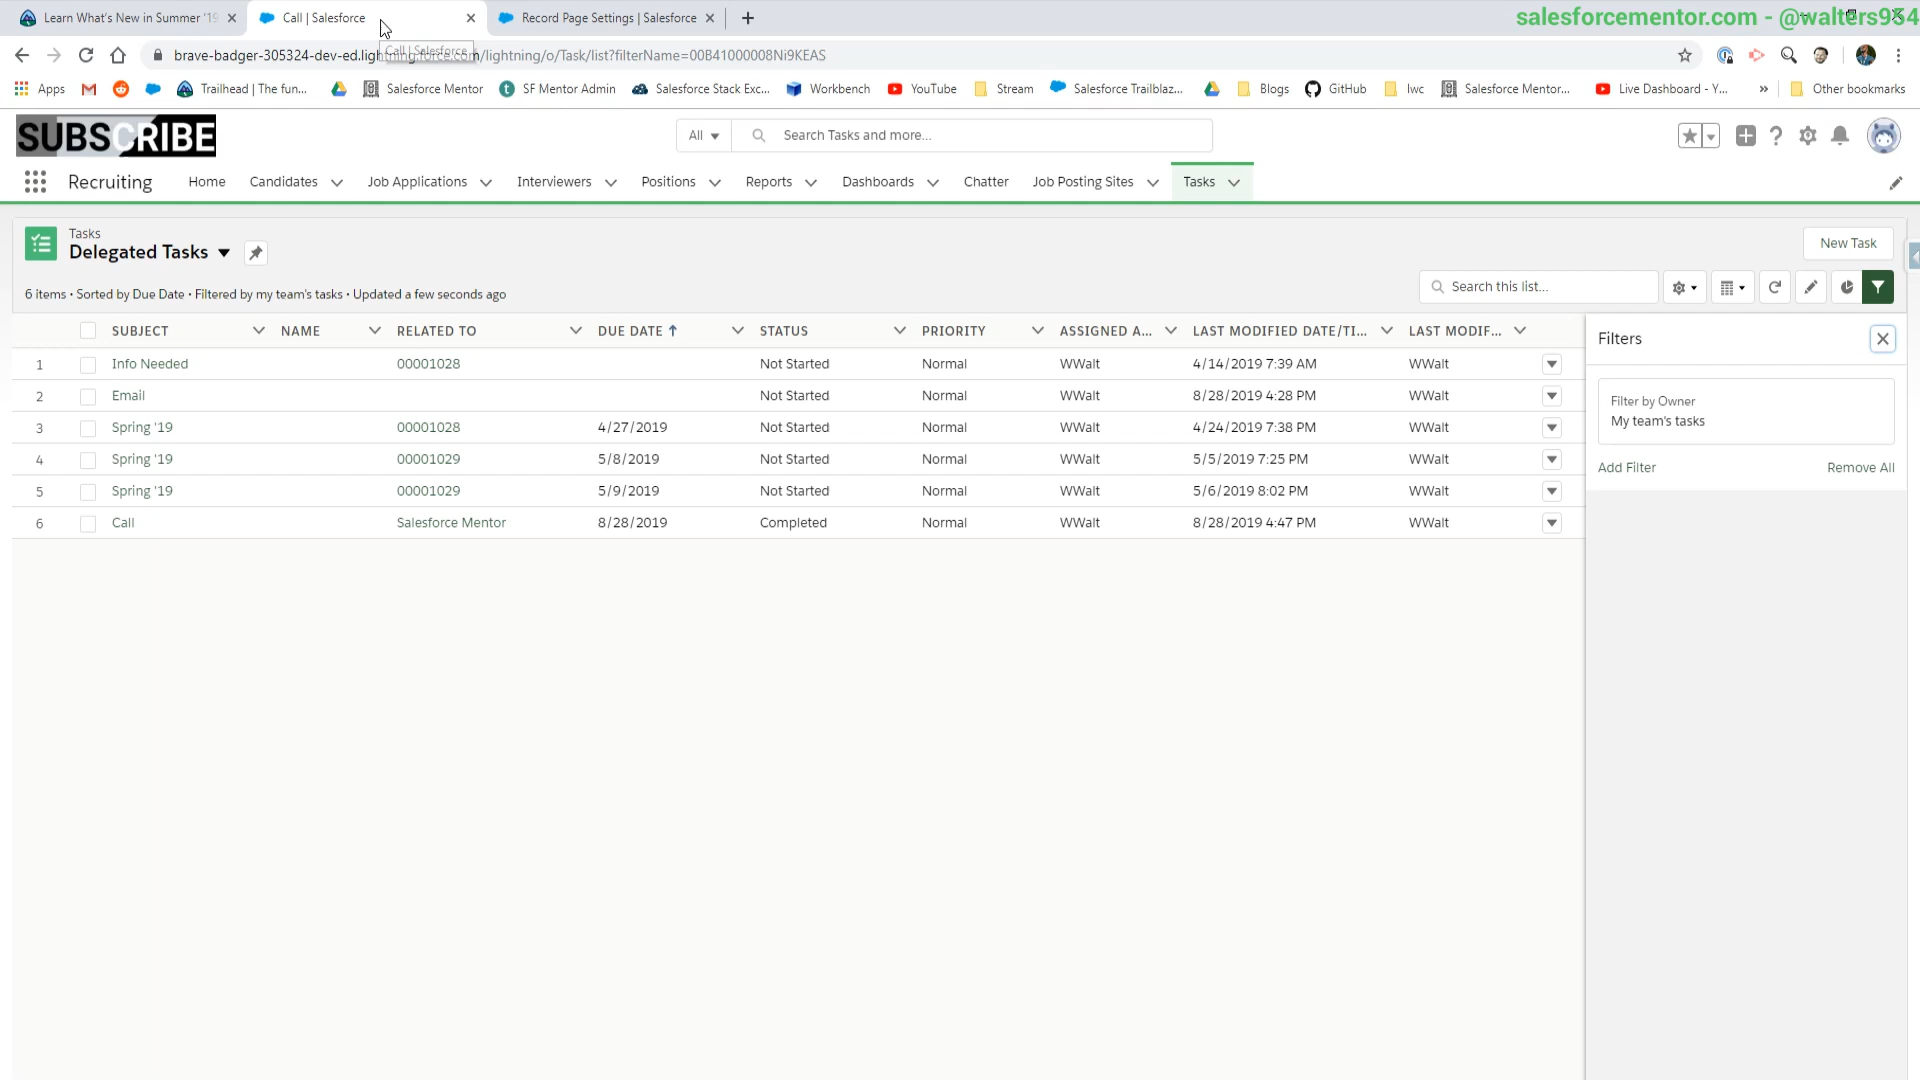 Learn What's New in Summer '19
Call | Salesforce
Record Page Settings | Salesforce
salesforcementor.com - @walters954
brave-badger-305324-dev-ed.lightning.force.com/lightning/o/Task/list?filterName=00B41000008Ni9KEAS
Call | Salesforce
Apps
Trailhead | The fun...
Salesforce Mentor
SF Mentor Admin
Salesforce Stack Exc...
Workbench
YouTube
Stream
Salesforce Trailblaz...
Blogs
GitHub
lwc
Salesforce Mentor...
Live Dashboard - Y...
»
Other bookmarks
SUBSCRIBE
All
Search Tasks and more...
Recruiting
Home
Candidates
Job Applications
Interviewers
Positions
Reports
Dashboards
Chatter
Job Posting Sites
Tasks
Tasks
Delegated Tasks
New Task
6 items • Sorted by Due Date • Filtered by my team's tasks • Updated a few seconds ago
Search this list...
SUBJECT NAME RELATED TO DUE DATE STATUS PRIORITY ASSIGNED A... LAST MODIFIED DATE/TI... LAST MODIF...
1 Info Needed 00001028 Not Started Normal WWalt 4/14/2019 7:39 AM WWalt
2 Email Not Started Normal WWalt 8/28/2019 4:28 PM WWalt
3 Spring '19 00001028 4/27/2019 Not Started Normal WWalt 4/24/2019 7:38 PM WWalt
4 Spring '19 00001029 5/8/2019 Not Started Normal WWalt 5/5/2019 7:25 PM WWalt
5 Spring '19 00001029 5/9/2019 Not Started Normal WWalt 5/6/2019 8:02 PM WWalt
6 Call Salesforce Mentor 8/28/2019 Completed Normal WWalt 8/28/2019 4:47 PM WWalt
Filters
Filter by Owner
My team's tasks
Add Filter
Remove All